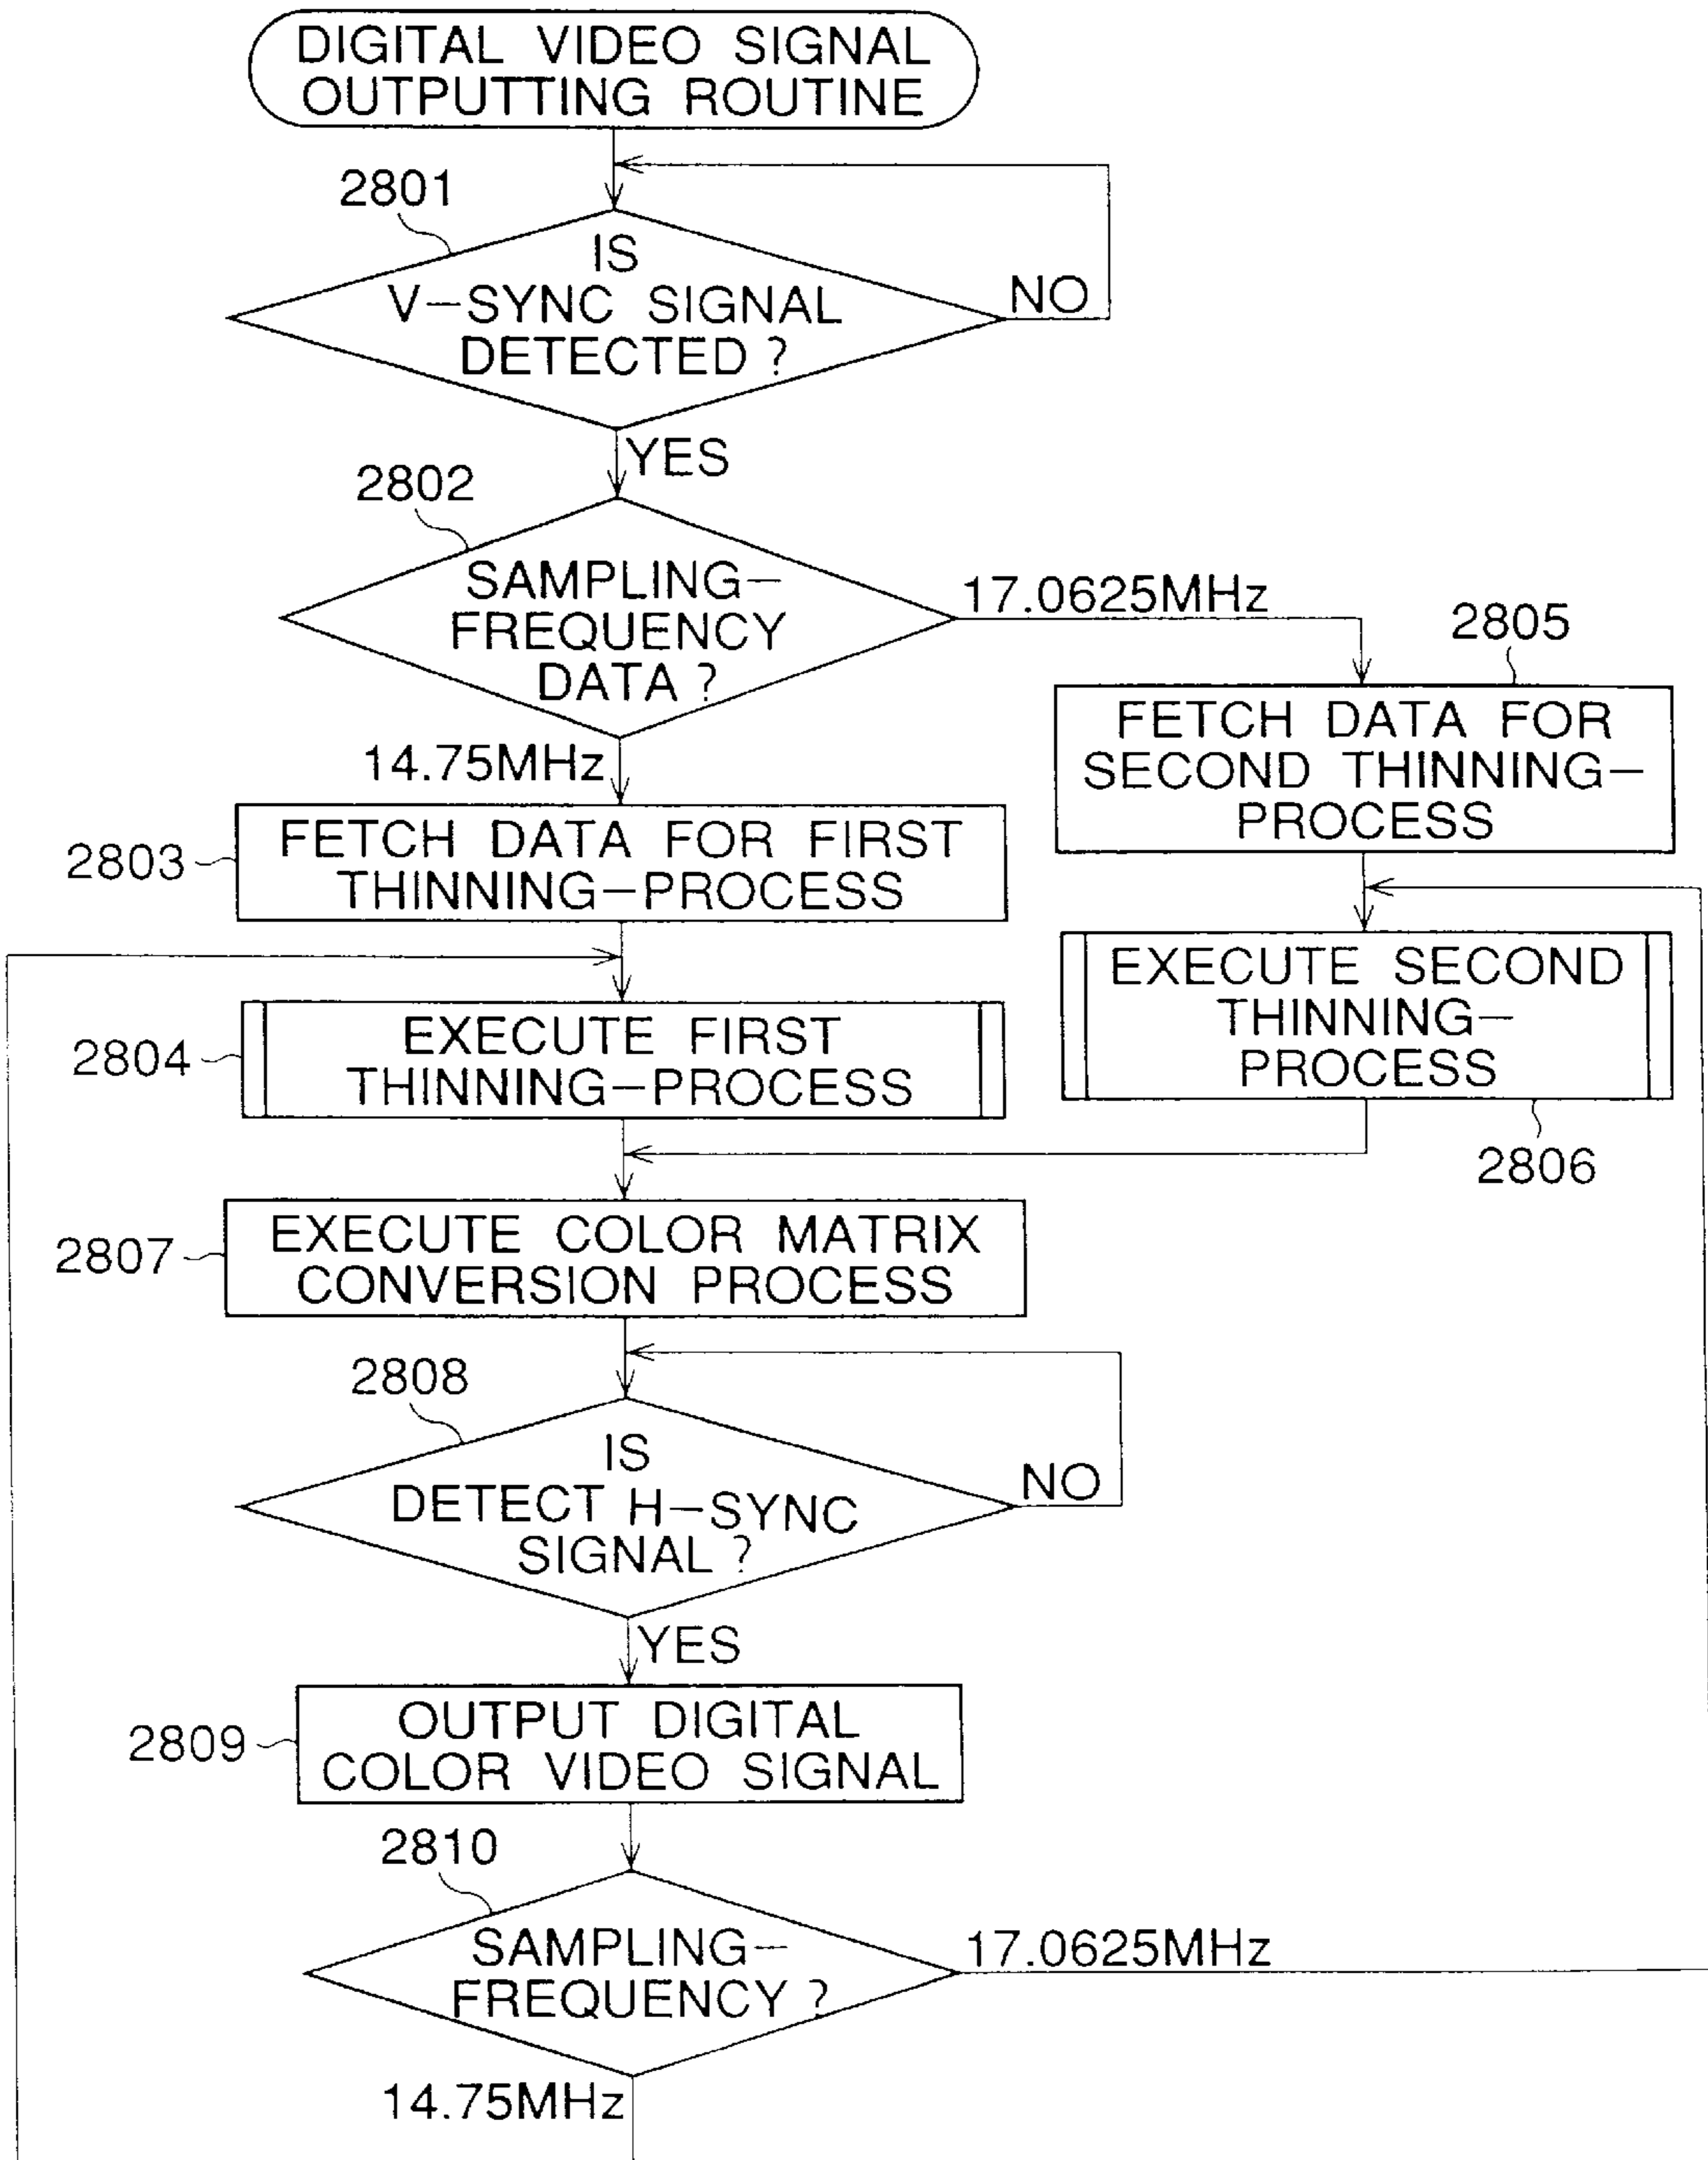 DIGITAL VIDEO SIGNAL
OUTPUTTING ROUTINE
2801
IS
V-SYNC SIGNAL
DETECTED ?
NO
YES
2802
SAMPLING-
FREQUENCY
DATA ?
17.0625MHz
14.75MHz
2805
FETCH DATA FOR
SECOND THINNING-
PROCESS
2803
FETCH DATA FOR FIRST
THINNING-PROCESS
2804
EXECUTE FIRST
THINNING-PROCESS
EXECUTE SECOND
THINNING-
PROCESS
2806
2807
EXECUTE COLOR MATRIX
CONVERSION PROCESS
2808
IS
DETECT H-SYNC
SIGNAL ?
NO
YES
2809
OUTPUT DIGITAL
COLOR VIDEO SIGNAL
2810
SAMPLING-
FREQUENCY ?
17.0625MHz
14.75MHz